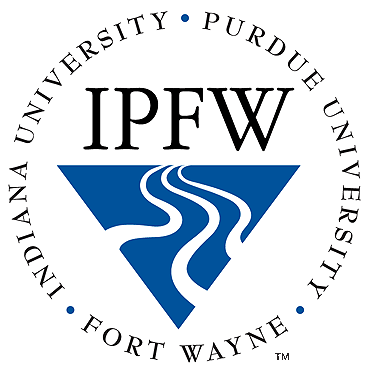 INDIANA UNIVERSITY • PURDUE UNIVERSITY •
FORT WAYNE •
IPFW
TM